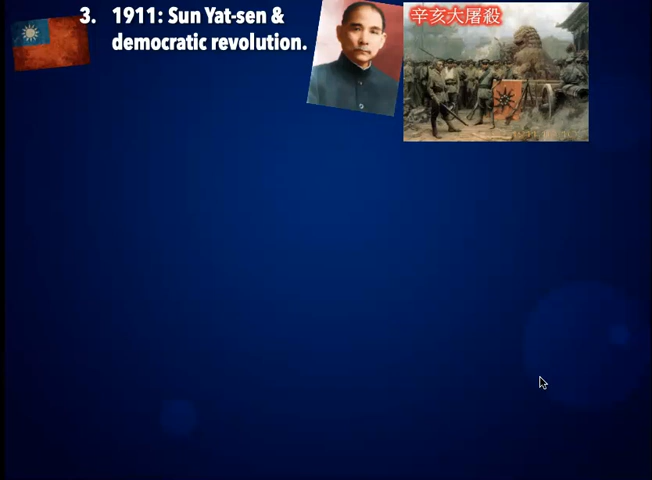 3. 1911: Sun Yat-sen &
democratic revolution.
辛亥大屠殺